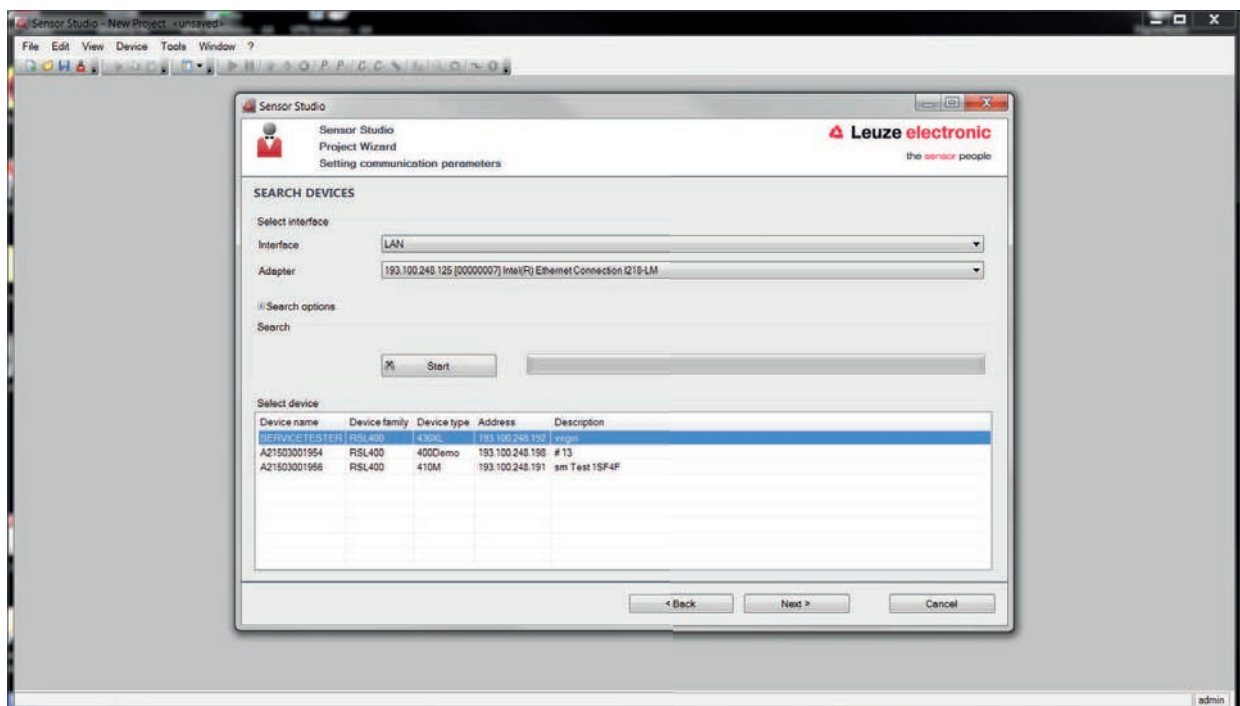 Sensor Studio - New Project <unsaved>
File Edit View Device Tools Window ?
Sensor Studio
Sensor Studio
Project Wizard
Setting communication parameters
Leuze electronic
the sensor people
SEARCH DEVICES
Select interface
Interface LAN
Adapter 193.100.248.125 [00000007] Intel(R) Ethernet Connection I218-LM
Search options
Search
Start
Select device
Device name Device family Device type Address Description
SERVICETESTER RSL400 430XL 193.100.248.192 virgin
A21503001954 RSL400 400Demo 193.100.248.198 # 13
A21503001956 RSL400 410M 193.100.248.191 sm Test 1SF4F
< Back Next > Cancel
admin